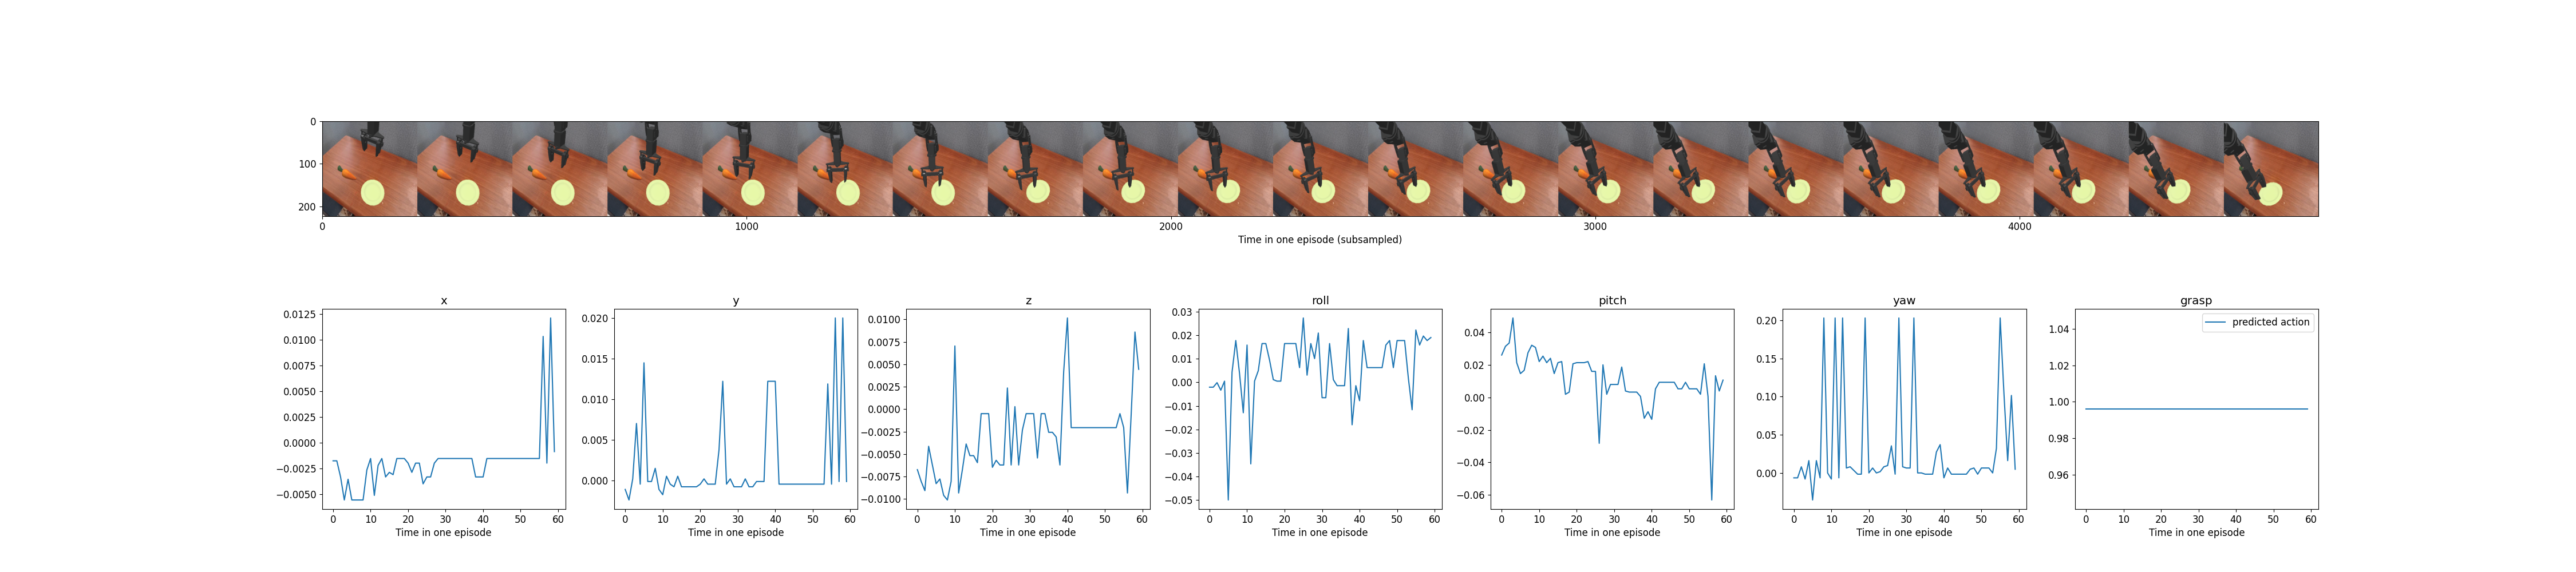 0
100
200
0 1000 2000 3000 4000
Time in one episode (subsampled)
x
0.0125
0.0100
0.0075
0.0050
0.0025
0.0000
−0.0025
−0.0050
0 10 20 30 40 50 60
Time in one episode
y
0.020
0.015
0.010
0.005
0.000
0 10 20 30 40 50 60
Time in one episode
z
0.0100
0.0075
0.0050
0.0025
0.0000
−0.0025
−0.0050
−0.0075
−0.0100
0 10 20 30 40 50 60
Time in one episode
roll
0.03
0.02
0.01
0.00
−0.01
−0.02
−0.03
−0.04
−0.05
0 10 20 30 40 50 60
Time in one episode
pitch
0.04
0.02
0.00
−0.02
−0.04
−0.06
0 10 20 30 40 50 60
Time in one episode
yaw
0.20
0.15
0.10
0.05
0.00
0 10 20 30 40 50 60
Time in one episode
grasp
predicted action
1.04
1.02
1.00
0.98
0.96
0 10 20 30 40 50 60
Time in one episode